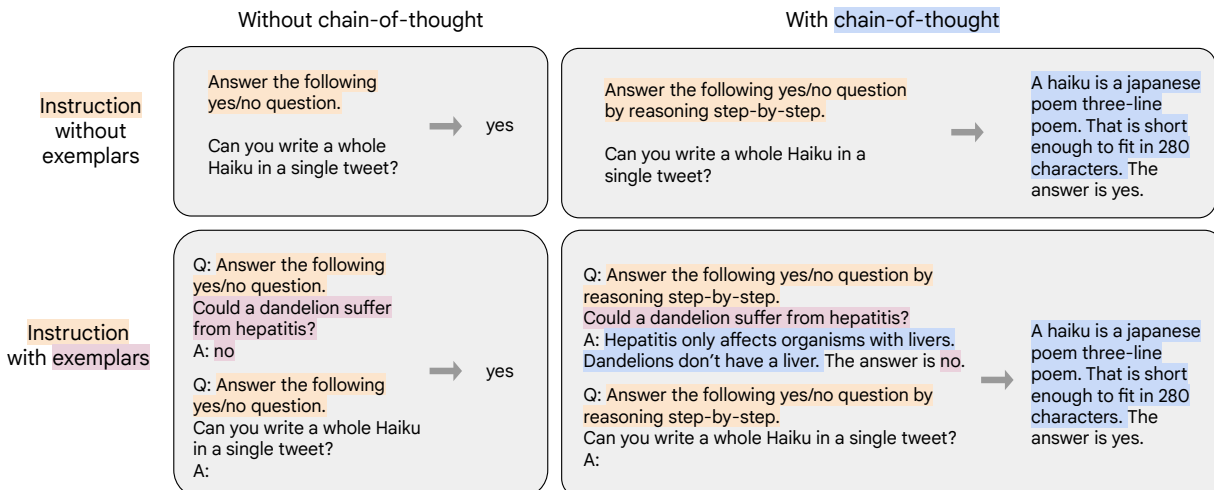 Without chain-of-thought
With chain-of-thought
Instruction
without
exemplars
Answer the following
yes/no question.
Can you write a whole
Haiku in a single tweet?
yes
Answer the following yes/no question
by reasoning step-by-step.
Can you write a whole Haiku in a
single tweet?
A haiku is a japanese
poem three-line
poem. That is short
enough to fit in 280
characters. The
answer is yes.
Instruction
with exemplars
Q: Answer the following
yes/no question.
Could a dandelion suffer
from hepatitis?
A: no
Q: Answer the following
yes/no question.
Can you write a whole Haiku
in a single tweet?
A:
yes
Q: Answer the following yes/no question by
reasoning step-by-step.
Could a dandelion suffer from hepatitis?
A: Hepatitis only affects organisms with livers.
Dandelions don’t have a liver. The answer is no.
Q: Answer the following yes/no question by
reasoning step-by-step.
Can you write a whole Haiku in a single tweet?
A:
A haiku is a japanese
poem three-line
poem. That is short
enough to fit in 280
characters. The
answer is yes.